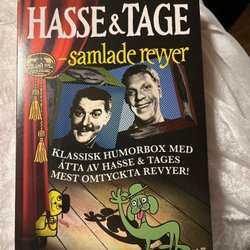 HASSE & TAGE
– samlade revyer
KLASSISK HUMORBOX MED
ÅTTA AV HASSE & TAGES
MEST OMTYCKTA REVYER!